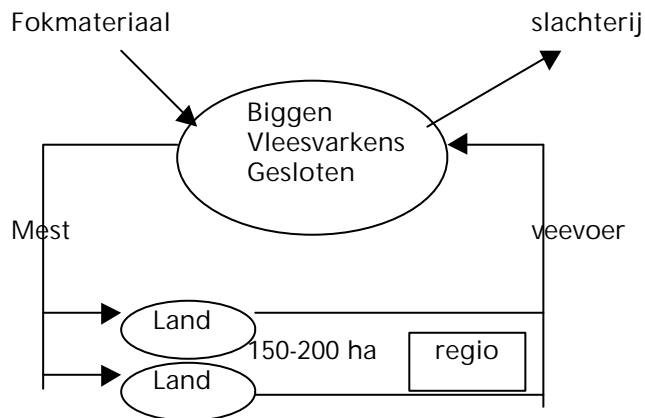 Fokmateriaal
slachterij
Biggen
Vleesvarkens
Gesloten
Mest
veevoer
Land
150-200 ha
regio
Land